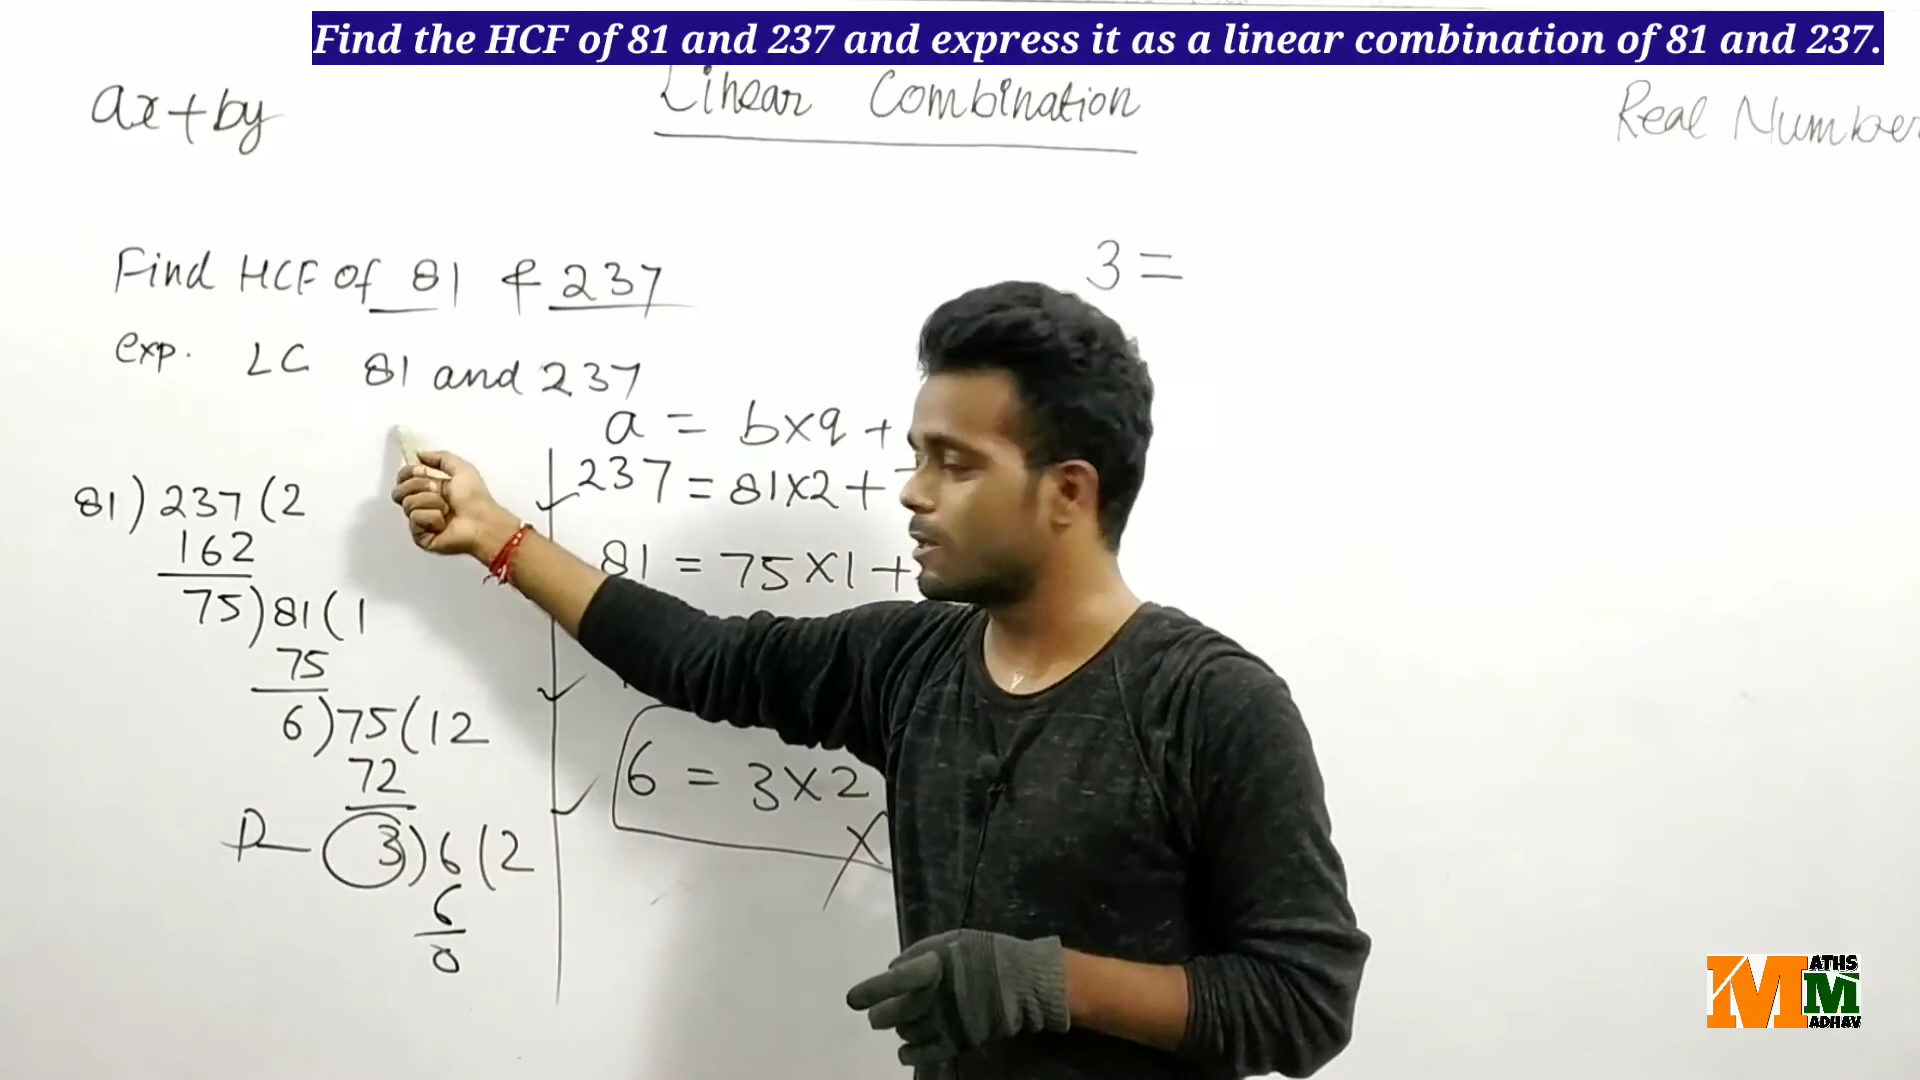 Find the HCF of 81 and 237 and express it as a linear combination of 81 and 237.
ax+by
Linear Combination
Real Number
Find HCF of 81 & 237
exp. LC 81 and 237
3 =
a = b×q +
237 = 81×2 +
81 = 75×1 +
6 = 3×2
81) 237 (2
162
75) 81 (1
75
6) 75 (12
72
3) 6 (2
6
0
MATHS
MADHAV